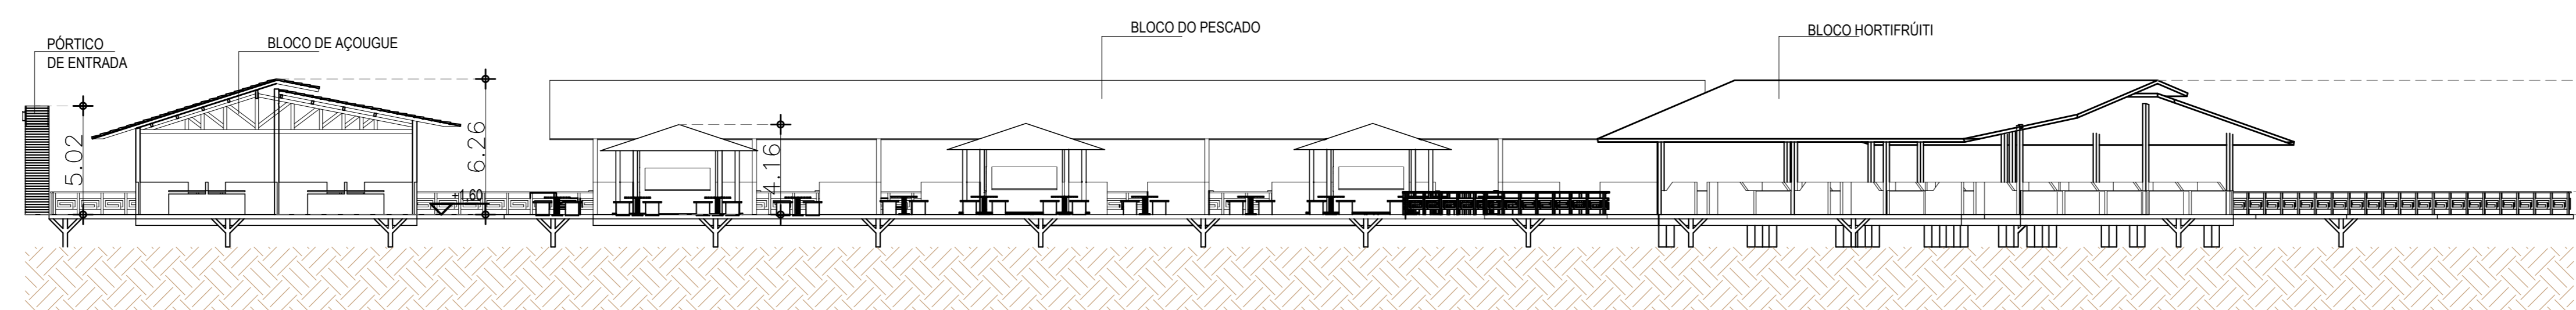 PÓRTICO
DE ENTRADA
BLOCO DE AÇOUGUE
BLOCO DO PESCADO
BLOCO HORTIFRÚITI
5.02
6.26
+1,60
4.16